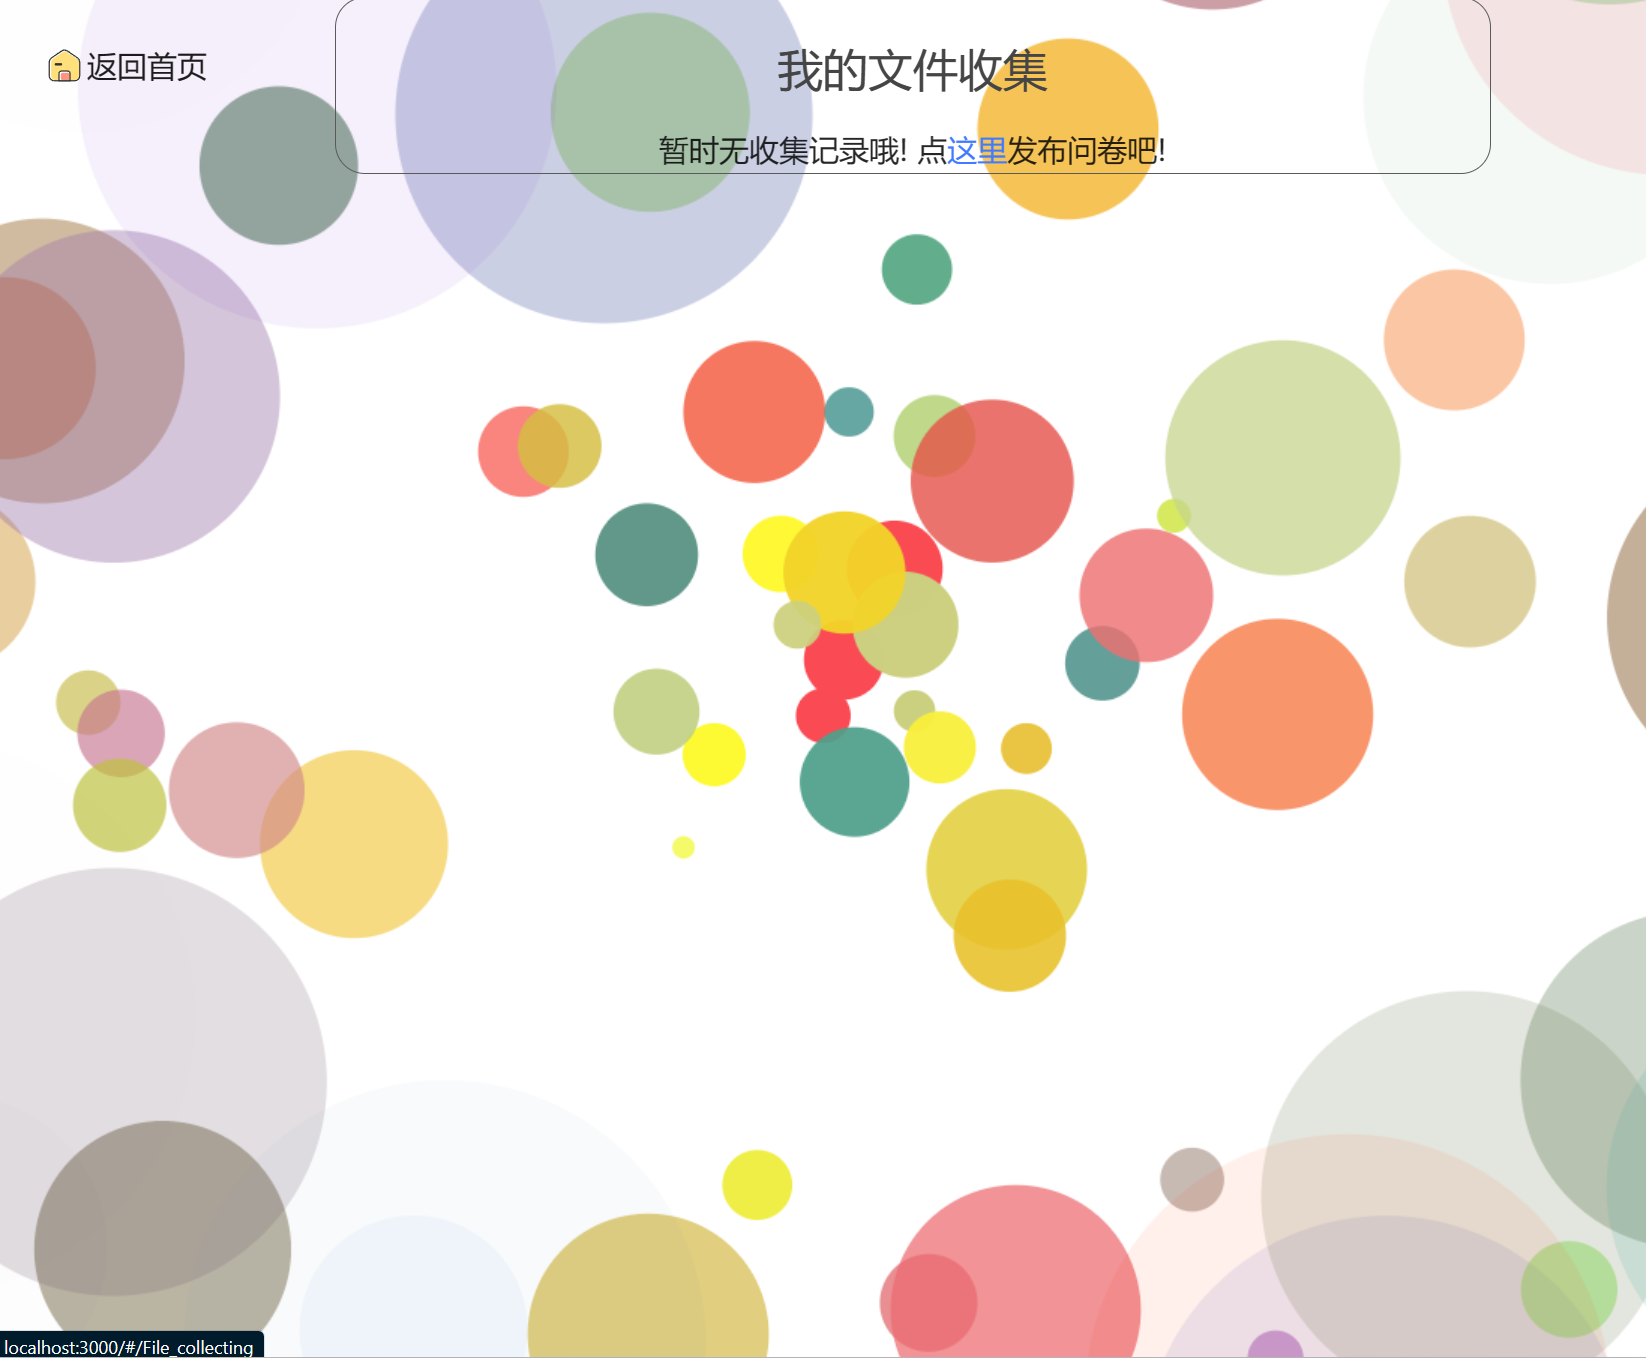 返回首页
我的文件收集
暂时无收集记录哦! 点这里发布问卷吧!
localhost:3000/#/File_collecting